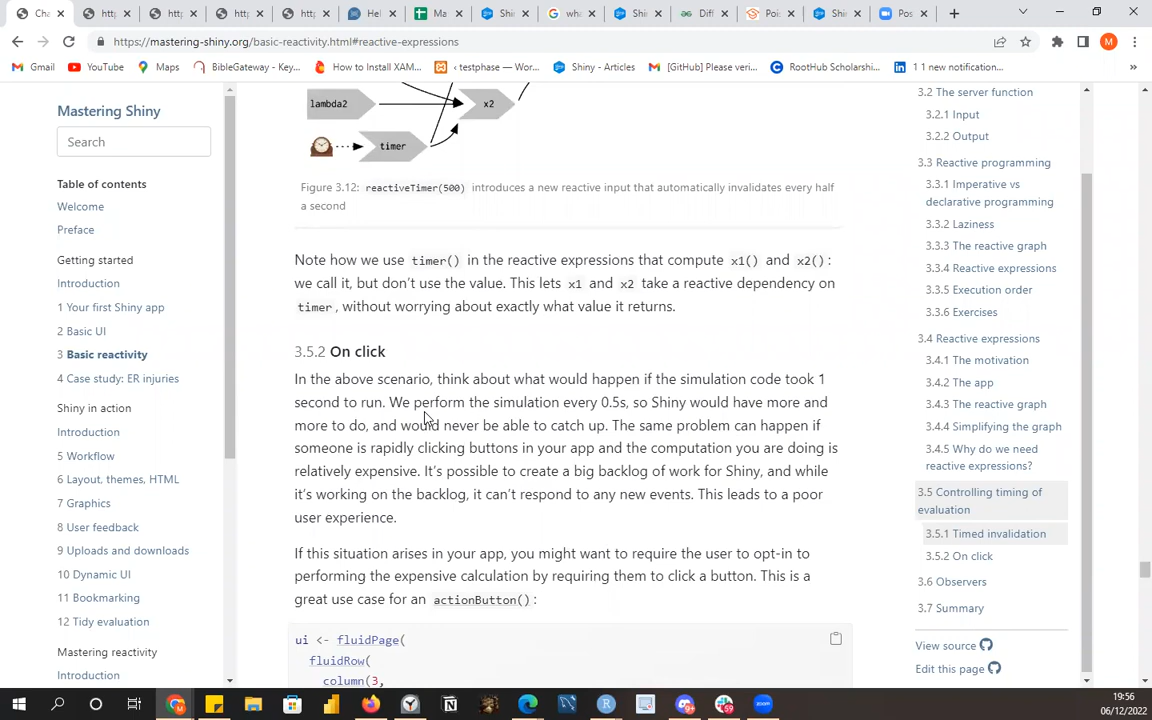 Cha
http
http
http
http
Hel
Ma
Shin
wha
Shin
Diff
Pois
Shin
Pos
https://mastering-shiny.org/basic-reactivity.html#reactive-expressions
M
Gmail
YouTube
Maps
BibleGateway - Key...
How to Install XAM...
‹ testphase — Wor...
Shiny - Articles
[GitHub] Please veri...
RootHub Scholarshi...
1 1 new notification...
»
Mastering Shiny
Search
Table of contents
Welcome
Preface
Getting started
Introduction
1 Your first Shiny app
2 Basic UI
3 Basic reactivity
4 Case study: ER injuries
Shiny in action
Introduction
5 Workflow
6 Layout, themes, HTML
7 Graphics
8 User feedback
9 Uploads and downloads
10 Dynamic UI
11 Bookmarking
12 Tidy evaluation
Mastering reactivity
Introduction
lambda2
x2
timer
Figure 3.12: reactiveTimer(500) introduces a new reactive input that automatically invalidates every half
a second
Note how we use timer() in the reactive expressions that compute x1() and x2():
we call it, but don't use the value. This lets x1 and x2 take a reactive dependency on
timer, without worrying about exactly what value it returns.
3.5.2 On click
In the above scenario, think about what would happen if the simulation code took 1
second to run. We perform the simulation every 0.5s, so Shiny would have more and
more to do, and would never be able to catch up. The same problem can happen if
someone is rapidly clicking buttons in your app and the computation you are doing is
relatively expensive. It's possible to create a big backlog of work for Shiny, and while
it's working on the backlog, it can't respond to any new events. This leads to a poor
user experience.
If this situation arises in your app, you might want to require the user to opt-in to
performing the expensive calculation by requiring them to click a button. This is a
great use case for an actionButton():
ui <- fluidPage(
fluidRow(
column(3,
3.2 The server function
3.2.1 Input
3.2.2 Output
3.3 Reactive programming
3.3.1 Imperative vs
declarative programming
3.3.2 Laziness
3.3.3 The reactive graph
3.3.4 Reactive expressions
3.3.5 Execution order
3.3.6 Exercises
3.4 Reactive expressions
3.4.1 The motivation
3.4.2 The app
3.4.3 The reactive graph
3.4.4 Simplifying the graph
3.4.5 Why do we need
reactive expressions?
3.5 Controlling timing of
evaluation
3.5.1 Timed invalidation
3.5.2 On click
3.6 Observers
3.7 Summary
View source
Edit this page
19:56
06/12/2022